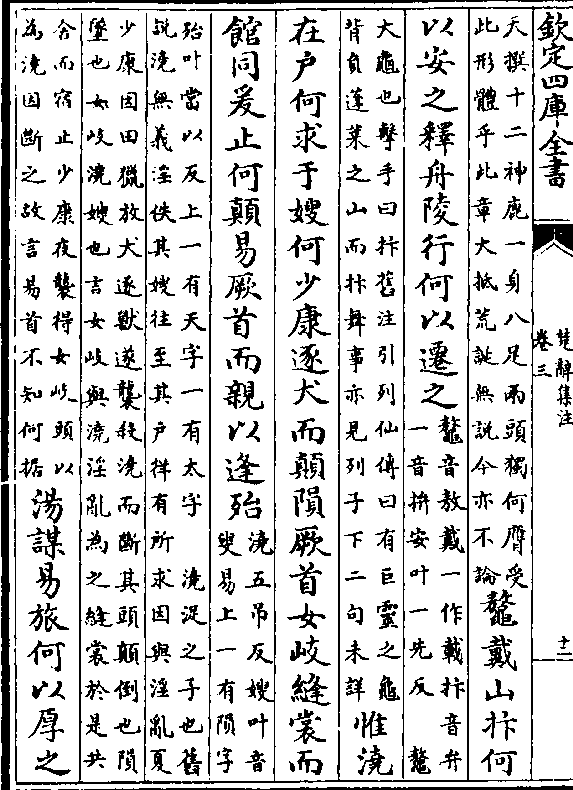 欽定四庫全書
楚辭集注
卷三
十二
天撰十二神鹿一身八足兩頭獨何膺受
此形體乎此章大抵荒誕無說今亦不論
鼇戴山抃何
以安之釋舟陵行何以遷之
鼇音敖戴一作載抃音弁
一音拚安叶一先反 鼇
大龜也擊手曰抃舊注引列仙傳曰有巨靈之龜
背負蓬萊之山而抃舞事亦見列子下二句未詳
惟澆
在户何求于嫂何少康逐犬而顛隕厥首女岐縫裳而
館同爰止何顛易厥首而親以逢殆
澆五吊反嫂叶音
叟易上一有隕字
殆叶當以反上一有天字一有太字 澆浞之子也舊
說澆無義淫佚其嫂往至其户佯有所求因與淫亂夏
少康因田獵放犬逐獸遂襲殺澆而斷其頭顛倒也隕
墜也女岐澆嫂也言女岐與澆淫亂為之縫裳於是共
舍而宿止少康夜襲得女岐頭以
為澆因斷之故言易首不知何据
湯謀易旅何以厚之